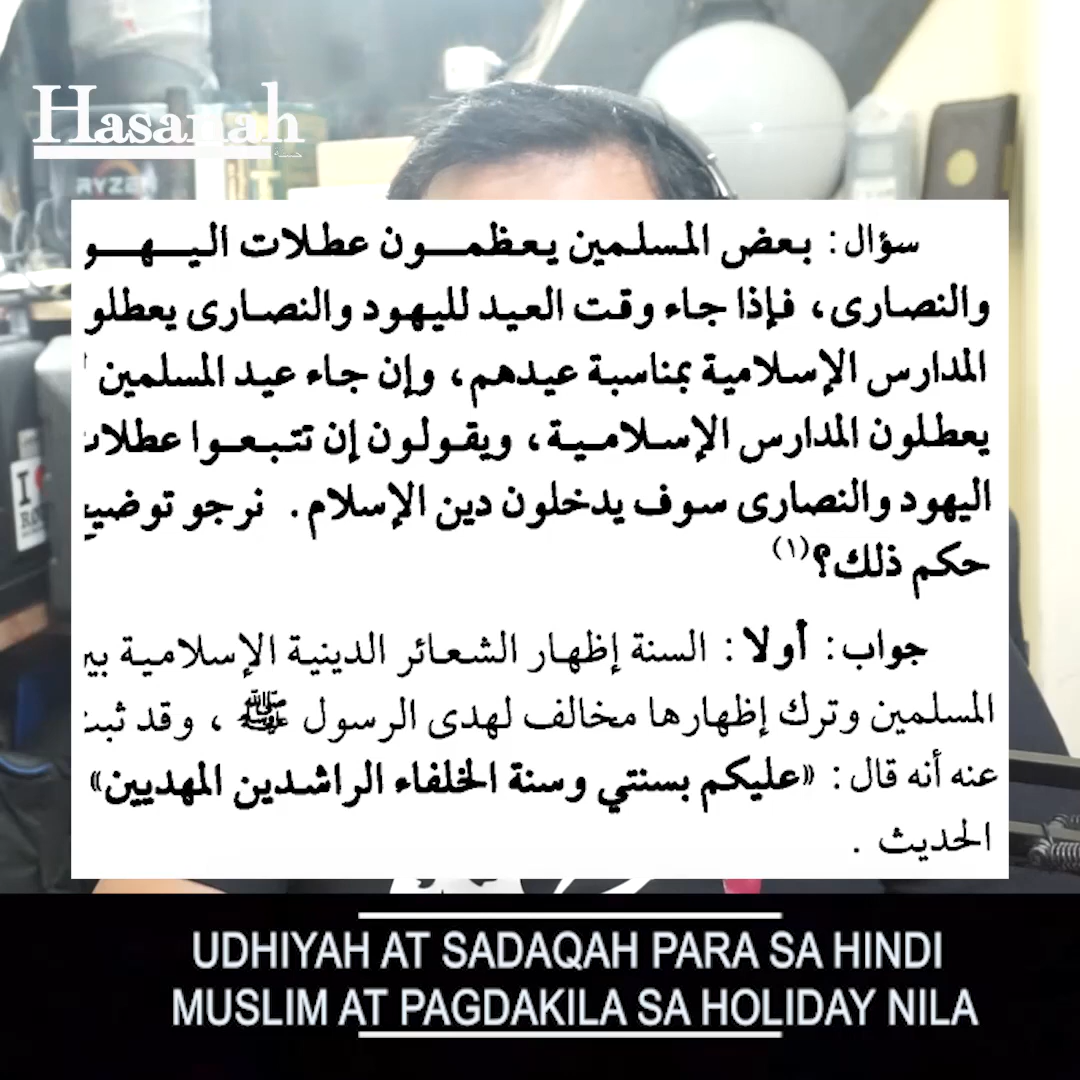 Hasanah
RYZEN
سؤال: بعض المسلمين يعظمون عطلات اليهو
والنصارى، فإذا جاء وقت العيد لليهود والنصارى يعطلو
المدارس الإسلامية بمناسبة عيدهم، وإن جاء عيد المسلمين
يعطلون المدارس الإسلامية، ويقولون إن تتبعوا عطلات
اليهود والنصارى سوف يدخلون دين الإسلام. نرجو توضيح
حكم ذلك؟(١)
جواب: أولا: السنة إظهار الشعائر الدينية الإسلامية بين
المسلمين وترك إظهارها مخالف لهدى الرسول ﷺ، وقد ثبت
عنه أنه قال: «عليكم بسنتي وسنة الخلفاء الراشدين المهديين»
الحديث.
UDHIYAH AT SADAQAH PARA SA HINDI
MUSLIM AT PAGDAKILA SA HOLIDAY NILA